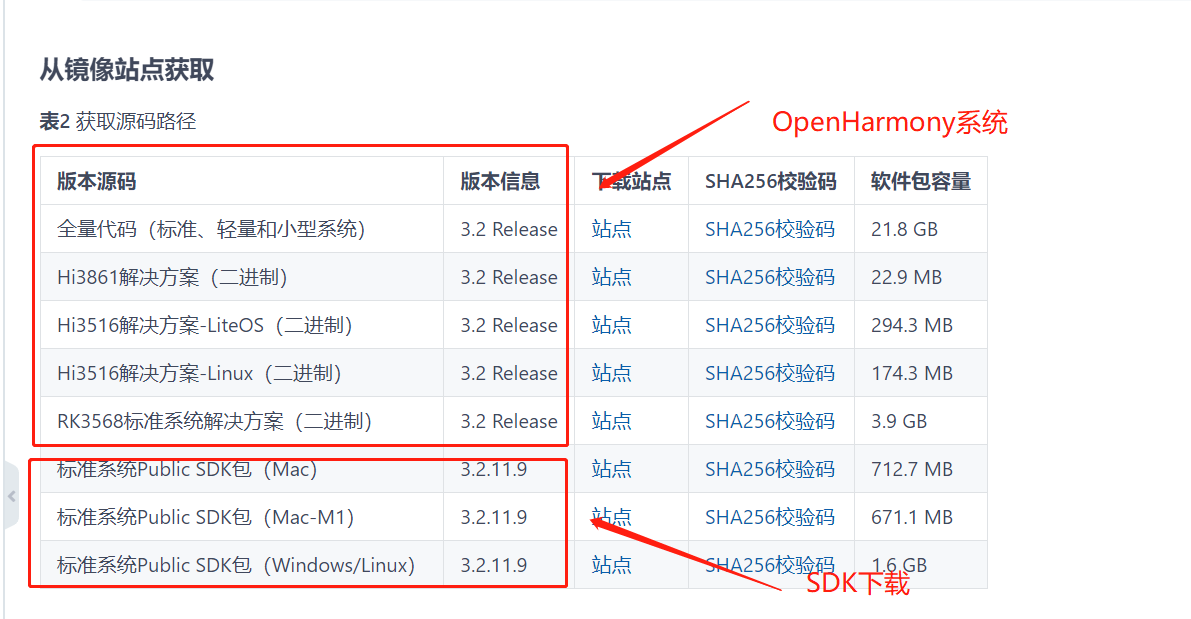 从镜像站点获取
表2 获取源码路径
OpenHarmony系统
版本源码 版本信息 下载站点 SHA256校验码 软件包容量
全量代码（标准、轻量和小型系统） 3.2 Release 站点 SHA256校验码 21.8 GB
Hi3861解决方案（二进制） 3.2 Release 站点 SHA256校验码 22.9 MB
Hi3516解决方案-LiteOS（二进制） 3.2 Release 站点 SHA256校验码 294.3 MB
Hi3516解决方案-Linux（二进制） 3.2 Release 站点 SHA256校验码 174.3 MB
RK3568标准系统解决方案（二进制） 3.2 Release 站点 SHA256校验码 3.9 GB
标准系统Public SDK包（Mac） 3.2.11.9 站点 SHA256校验码 712.7 MB
标准系统Public SDK包（Mac-M1） 3.2.11.9 站点 SHA256校验码 671.1 MB
标准系统Public SDK包（Windows/Linux） 3.2.11.9 站点 SHA256校验码 1.6 GB
SDK下载